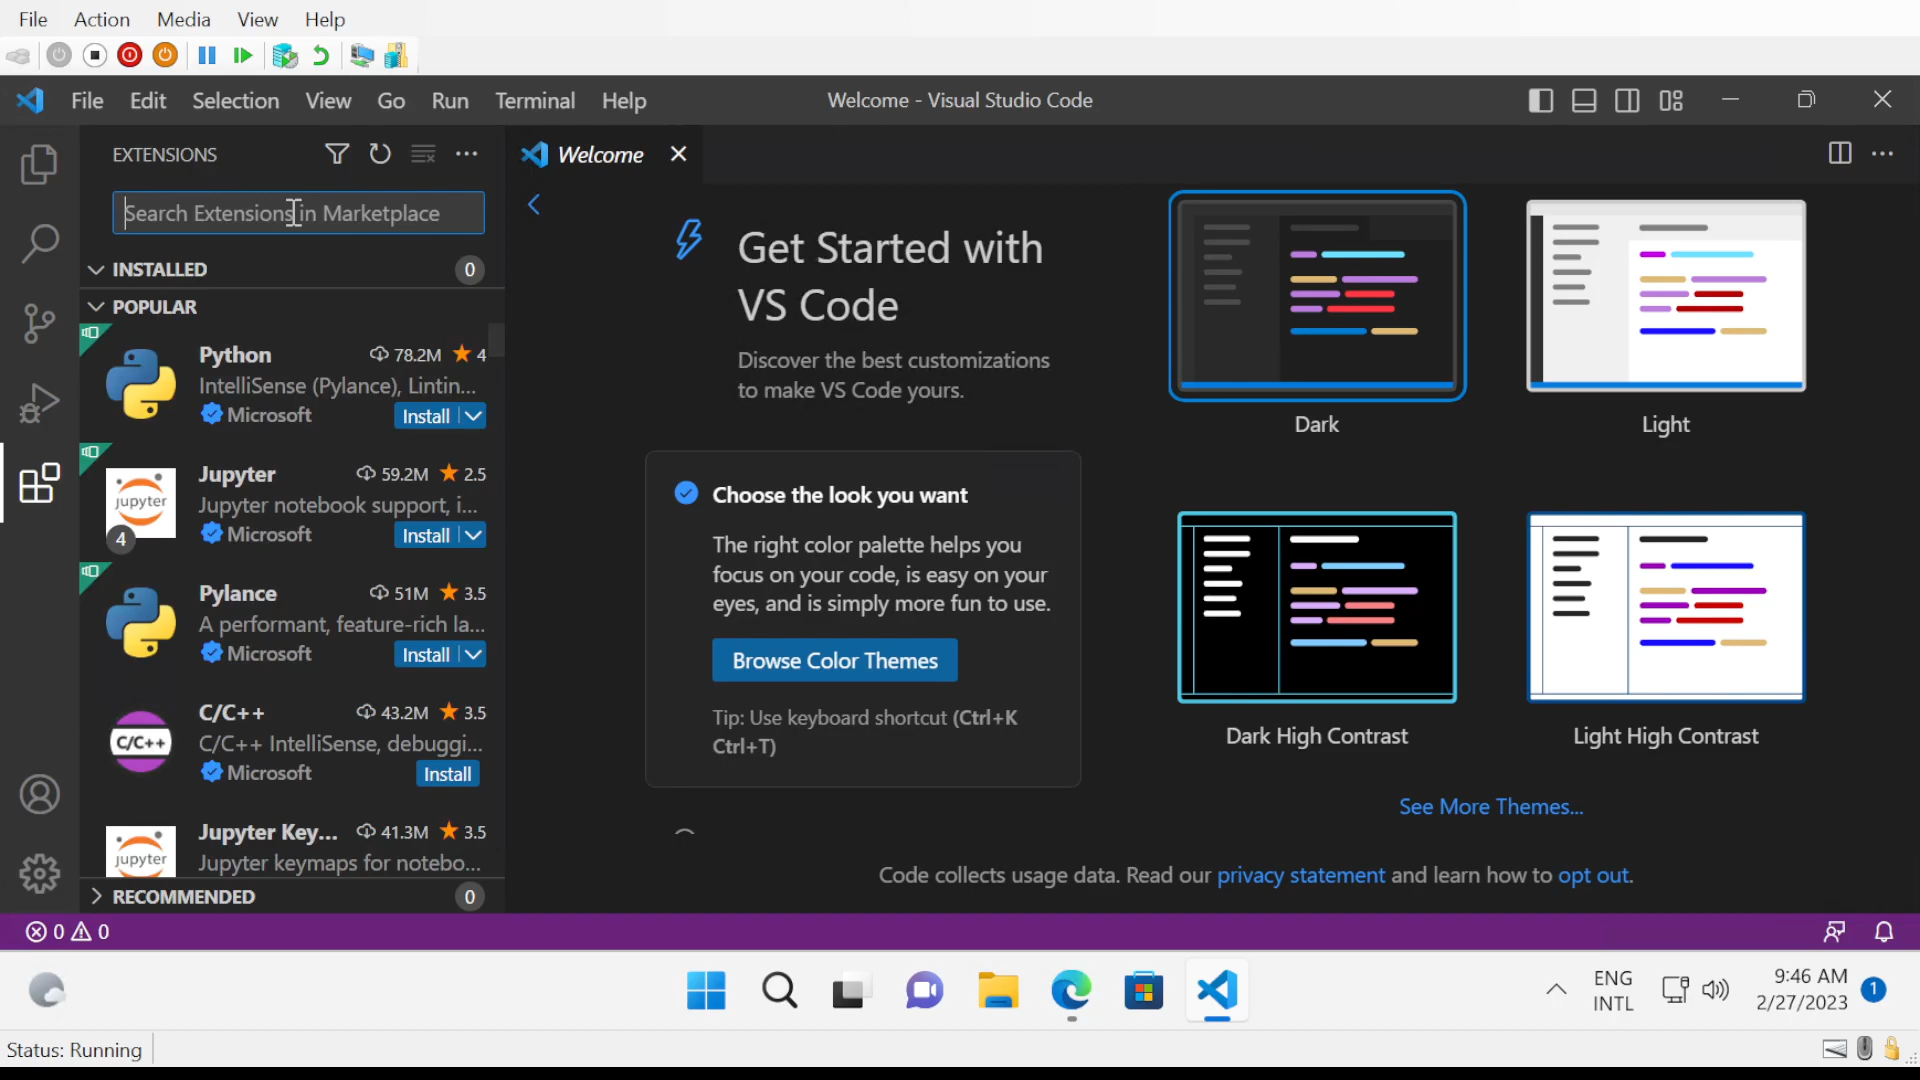 File Action Media View Help
File Edit Selection View Go Run Terminal Help Welcome - Visual Studio Code
EXTENSIONS
Search Extensions in Marketplace
INSTALLED 0
POPULAR
Python 78.2M 4
IntelliSense (Pylance), Lintin...
Microsoft Install
Jupyter 59.2M 2.5
Jupyter notebook support, i...
Microsoft Install
jupyter
4
Pylance 51M 3.5
A performant, feature-rich la...
Microsoft Install
C/C++ 43.2M 3.5
C/C++ IntelliSense, debuggi...
Microsoft Install
C/C++
Jupyter Key... 41.3M 3.5
Jupyter keymaps for notebo...
jupyter
RECOMMENDED 0
Welcome
Get Started with
VS Code
Discover the best customizations
to make VS Code yours.
Choose the look you want
The right color palette helps you
focus on your code, is easy on your
eyes, and is simply more fun to use.
Browse Color Themes
Tip: Use keyboard shortcut (Ctrl+K
Ctrl+T)
Dark
Light
Dark High Contrast
Light High Contrast
See More Themes...
Code collects usage data. Read our privacy statement and learn how to opt out.
0 0
ENG
INTL
9:46 AM
2/27/2023
1
Status: Running